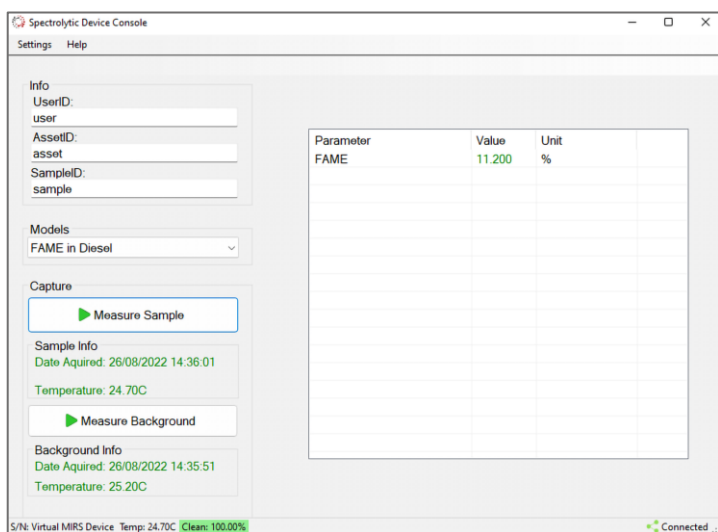 Spectrolytic Device Console
Settings Help
Info
UserID:
user
AssetID:
asset
SampleID:
sample
Models
FAME in Diesel
Capture
Measure Sample
Sample Info
Date Aquired: 26/08/2022 14:36:01
Temperature: 24.70C
Measure Background
Background Info
Date Aquired: 26/08/2022 14:35:51
Temperature: 25.20C
Parameter Value Unit
FAME 11.200 %
S/N: Virtual MIRS Device Temp: 24.70C Clean: 100.00% Connected